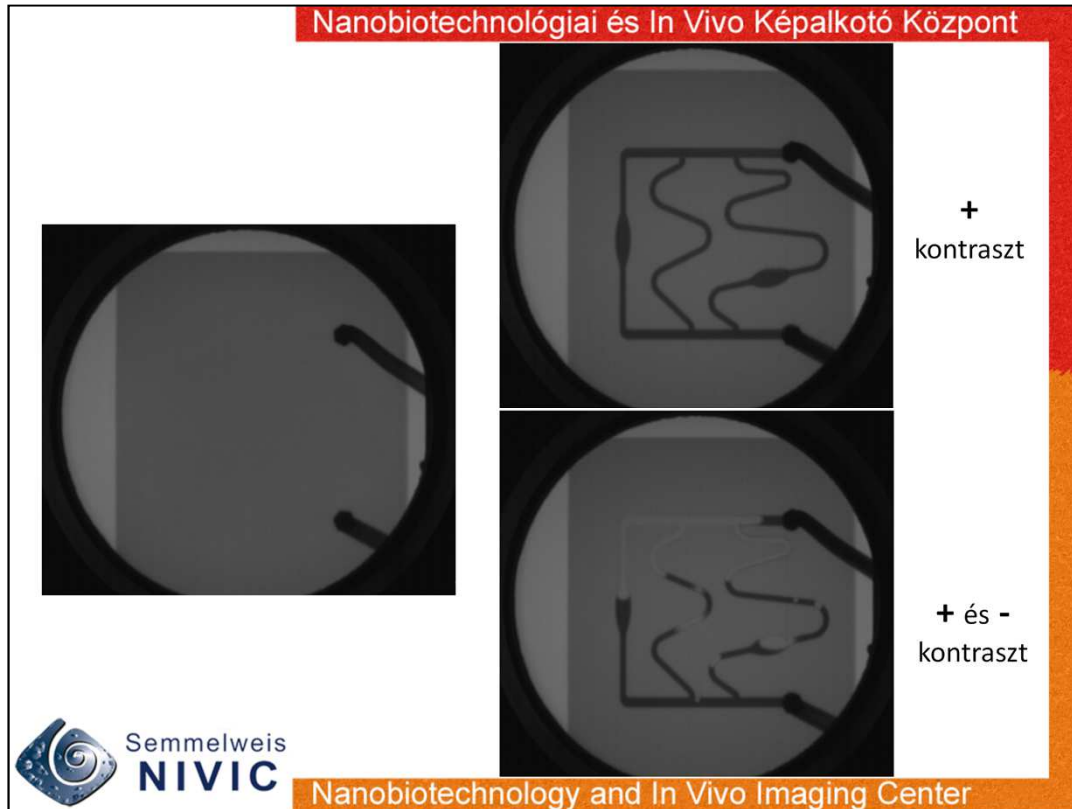 Nanobiotechnológiai és In Vivo Képalkotó Központ
+
kontraszt
+ és -
kontraszt
Semmelweis
NIVIC
Nanobiotechnology and In Vivo Imaging Center